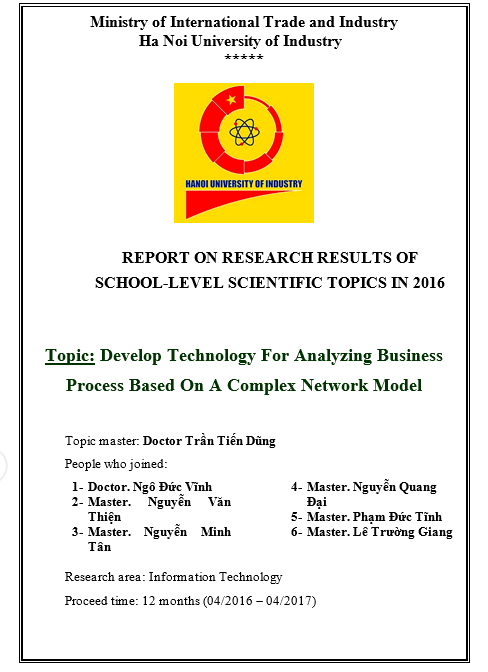 Ministry of International Trade and Industry
Ha Noi University of Industry
*****
HANOI UNIVERSITY OF INDUSTRY
REPORT ON RESEARCH RESULTS OF
SCHOOL-LEVEL SCIENTIFIC TOPICS IN 2016
Topic: Develop Technology For Analyzing Business
Process Based On A Complex Network Model
Topic master: Doctor Trần Tiến Dũng
People who joined:
1- Doctor. Ngô Đức Vĩnh
2- Master. Nguyễn Văn
Thiện
3- Master. Nguyễn Minh
Tân
4- Master. Nguyễn Quang
Đại
5- Master. Phạm Đức Tĩnh
6- Master. Lê Trường Giang
Research area: Information Technology
Proceed time: 12 months (04/2016 – 04/2017)